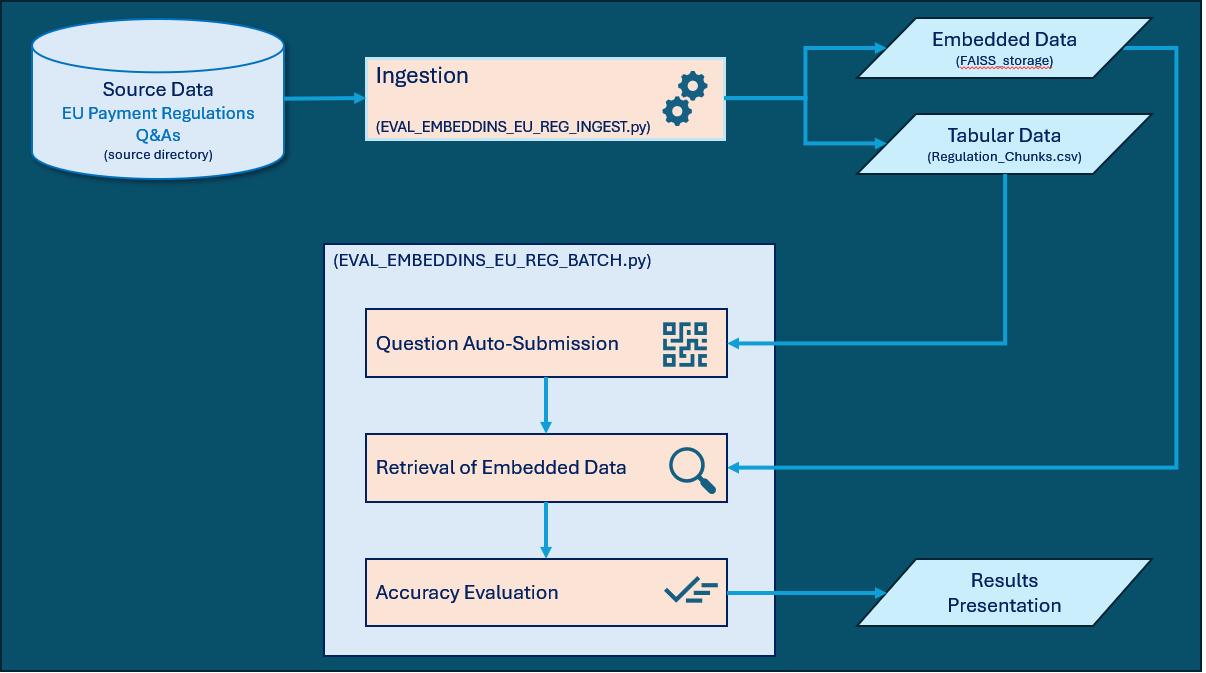 Source Data
EU Payment Regulations
Q&As
(source directory)
Ingestion
(EVAL_EMBEDDINS_EU_REG_INGEST.py)
Embedded Data
(FAISS_storage)
Tabular Data
(Regulation_Chunks.csv)
(EVAL_EMBEDDINS_EU_REG_BATCH.py)
Question Auto-Submission
Retrieval of Embedded Data
Accuracy Evaluation
Results
Presentation